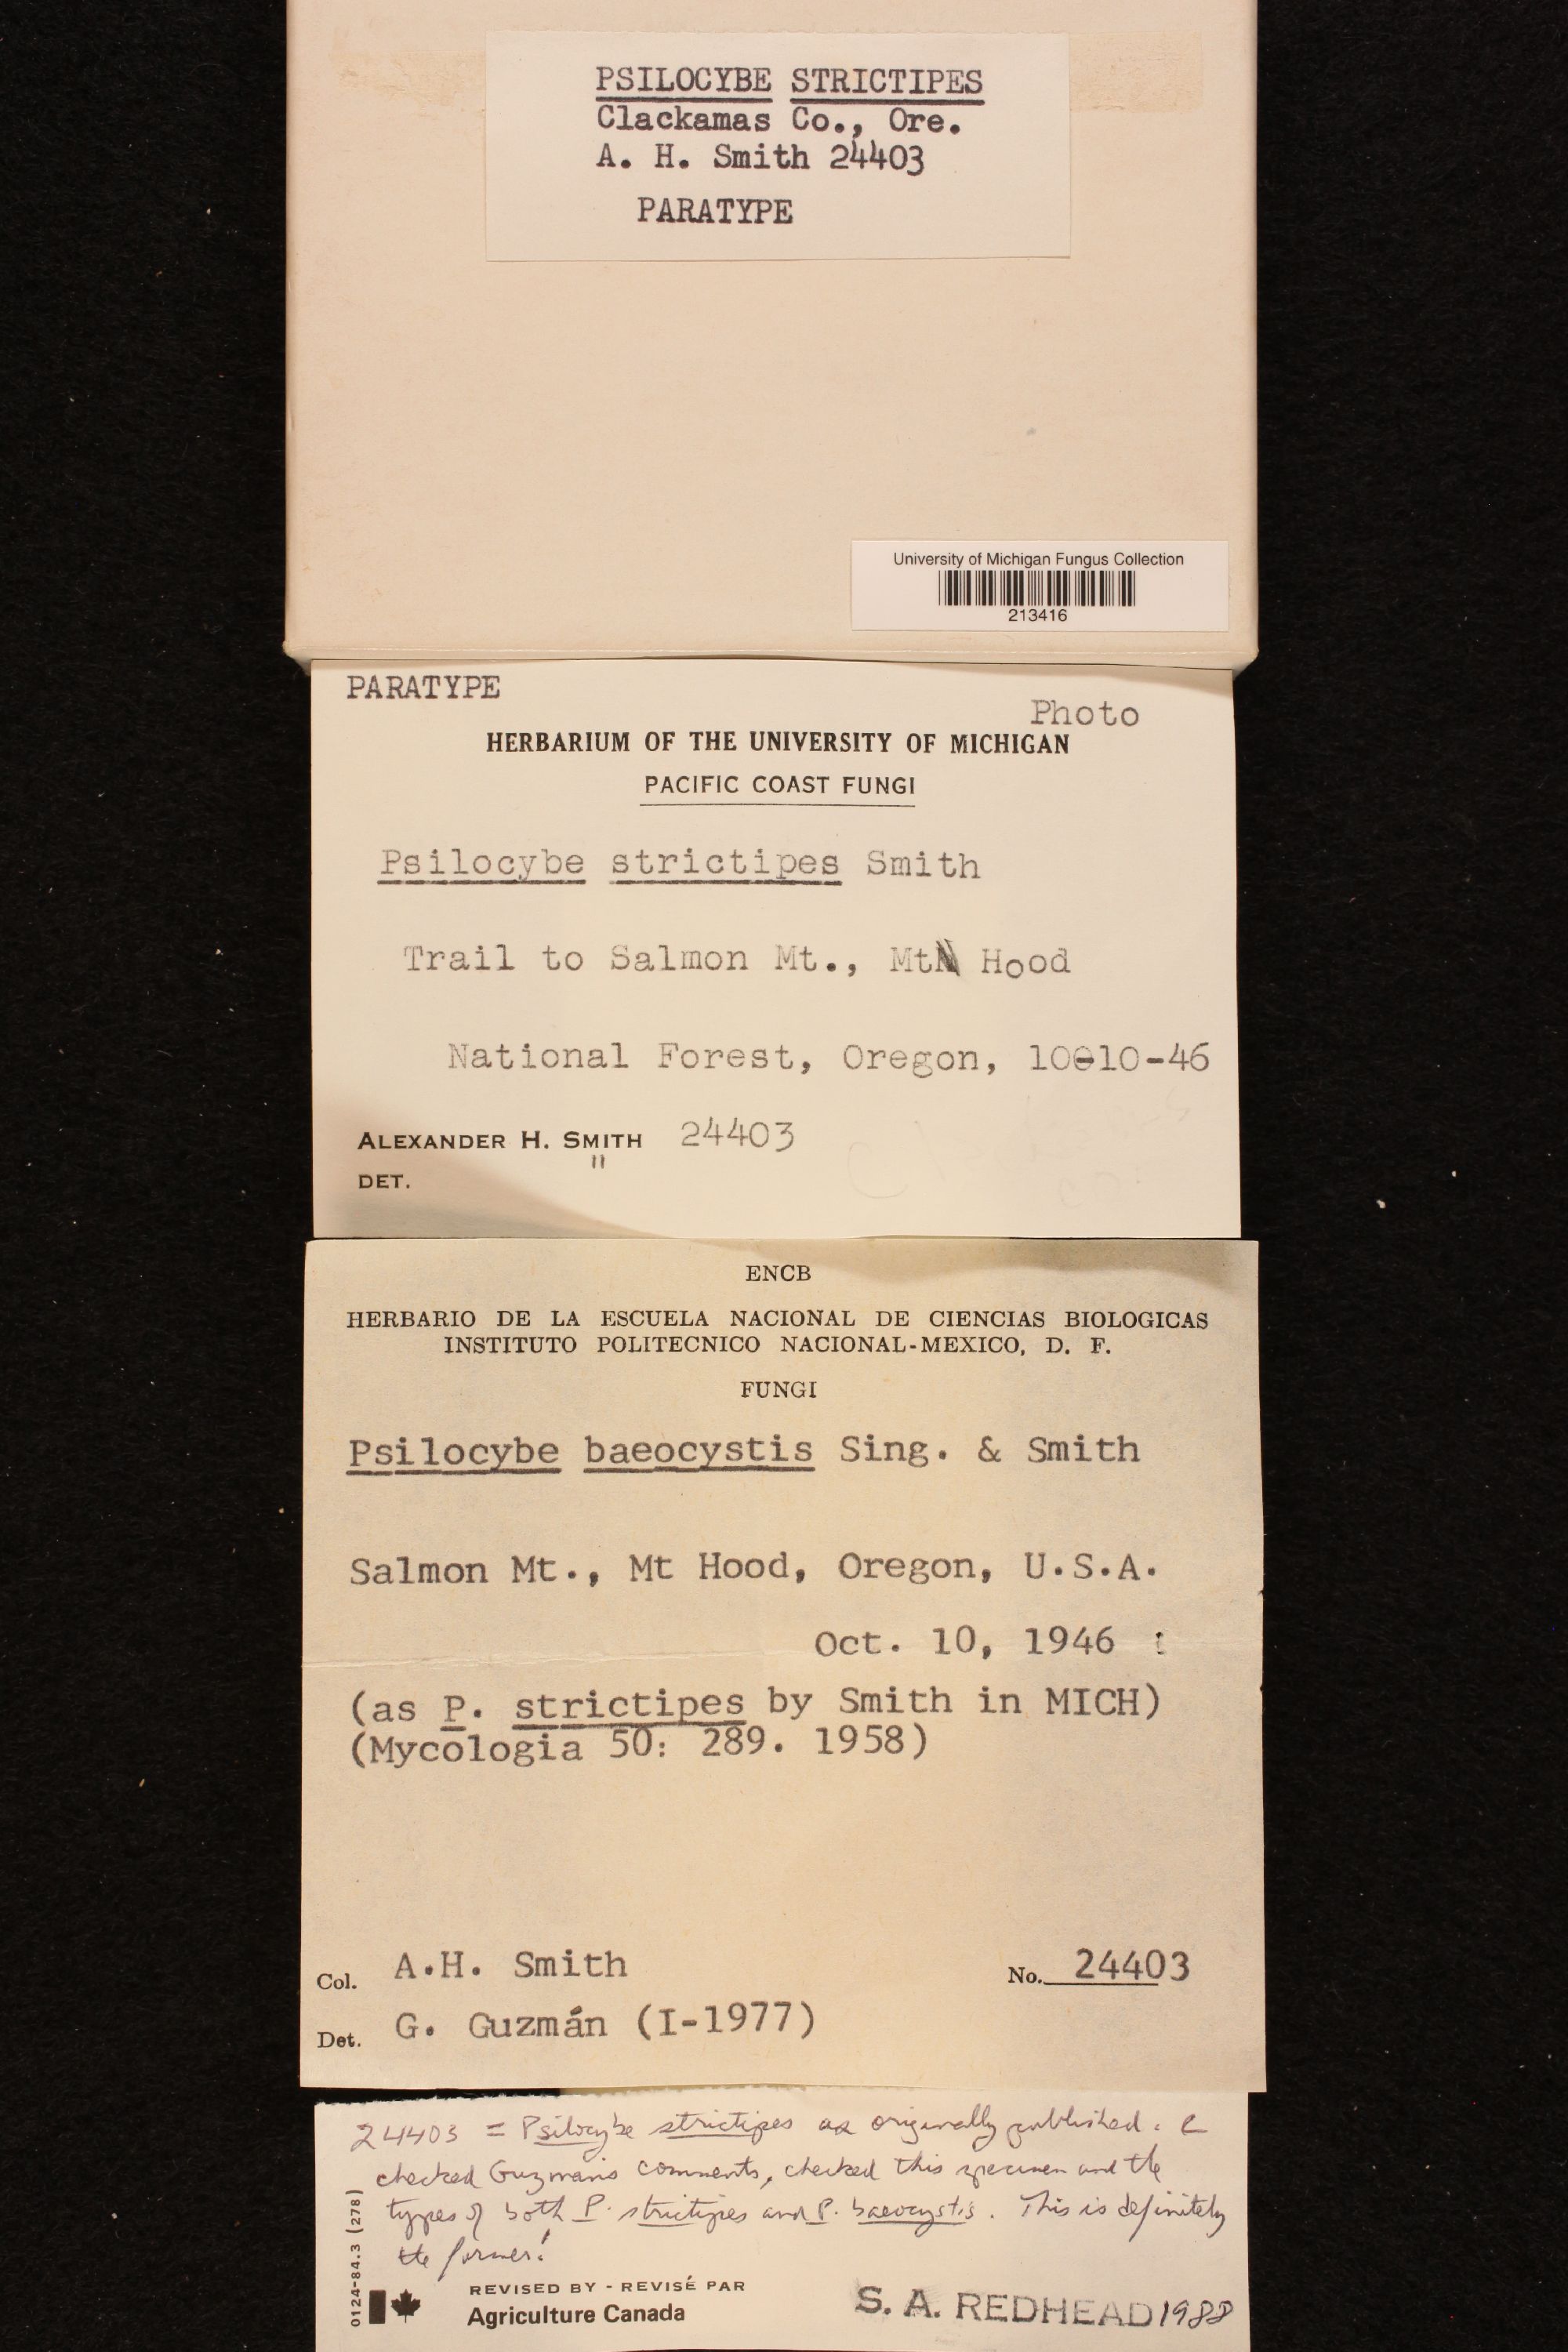 PSILOCYBE STRICTIPES
Clackamas Co., Ore.
A. H. Smith 24403
PARATYPE
University of Michigan Fungus Collection
213416
PARATYPE
Photo
HERBARIUM OF THE UNIVERSITY OF MICHIGAN
PACIFIC COAST FUNGI
Psilocybe strictipes Smith
Trail to Salmon Mt., Mt Hood
National Forest, Oregon, 10-10-46
ALEXANDER H. SMITH 24403
"
DET.
ENCB
HERBARIO DE LA ESCUELA NACIONAL DE CIENCIAS BIOLOGICAS
INSTITUTO POLITECNICO NACIONAL-MEXICO, D. F.
FUNGI
Psilocybe baeocystis Sing. & Smith
Salmon Mt., Mt Hood, Oregon, U.S.A.
Oct. 10, 1946
(as P. strictipes by Smith in MICH)
(Mycologia 50: 289. 1958)
Col. A.H. Smith No. 24403
Det. G. Guzmán (I-1977)
24403 = Psilocybe strictipes as originally published. I
checked Guzman's comments, checked this specimen and the
types of both P. strictipes and P. baeocystis. This is definitely
the former!
0124-84.3 (278)
REVISED BY - REVISÉ PAR
Agriculture Canada
S. A. REDHEAD 1988